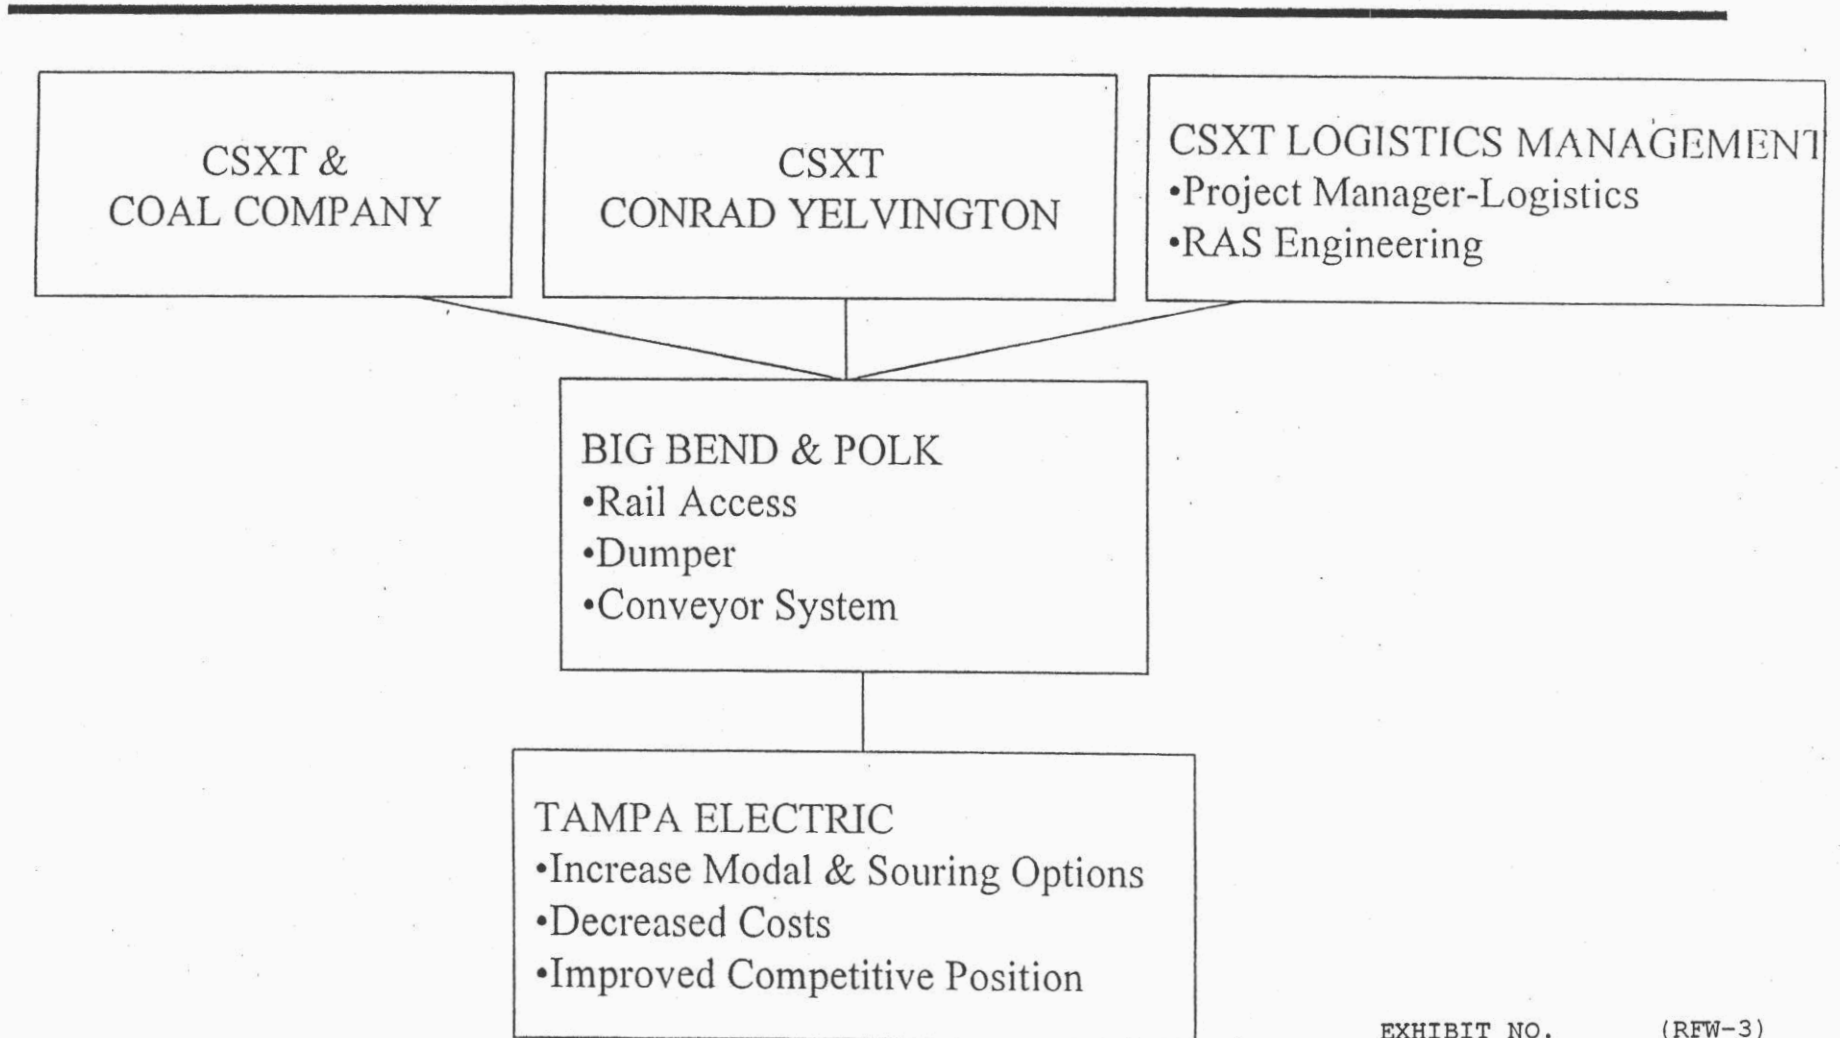 CSXT &
COAL COMPANY
CSXT
CONRAD YELVINGTON
CSXT LOGISTICS MANAGEMENT
•Project Manager-Logistics
•RAS Engineering
BIG BEND & POLK
•Rail Access
•Dumper
•Conveyor System
TAMPA ELECTRIC
•Increase Modal & Souring Options
•Decreased Costs
•Improved Competitive Position
EXHIBIT NO. (RFW-3)